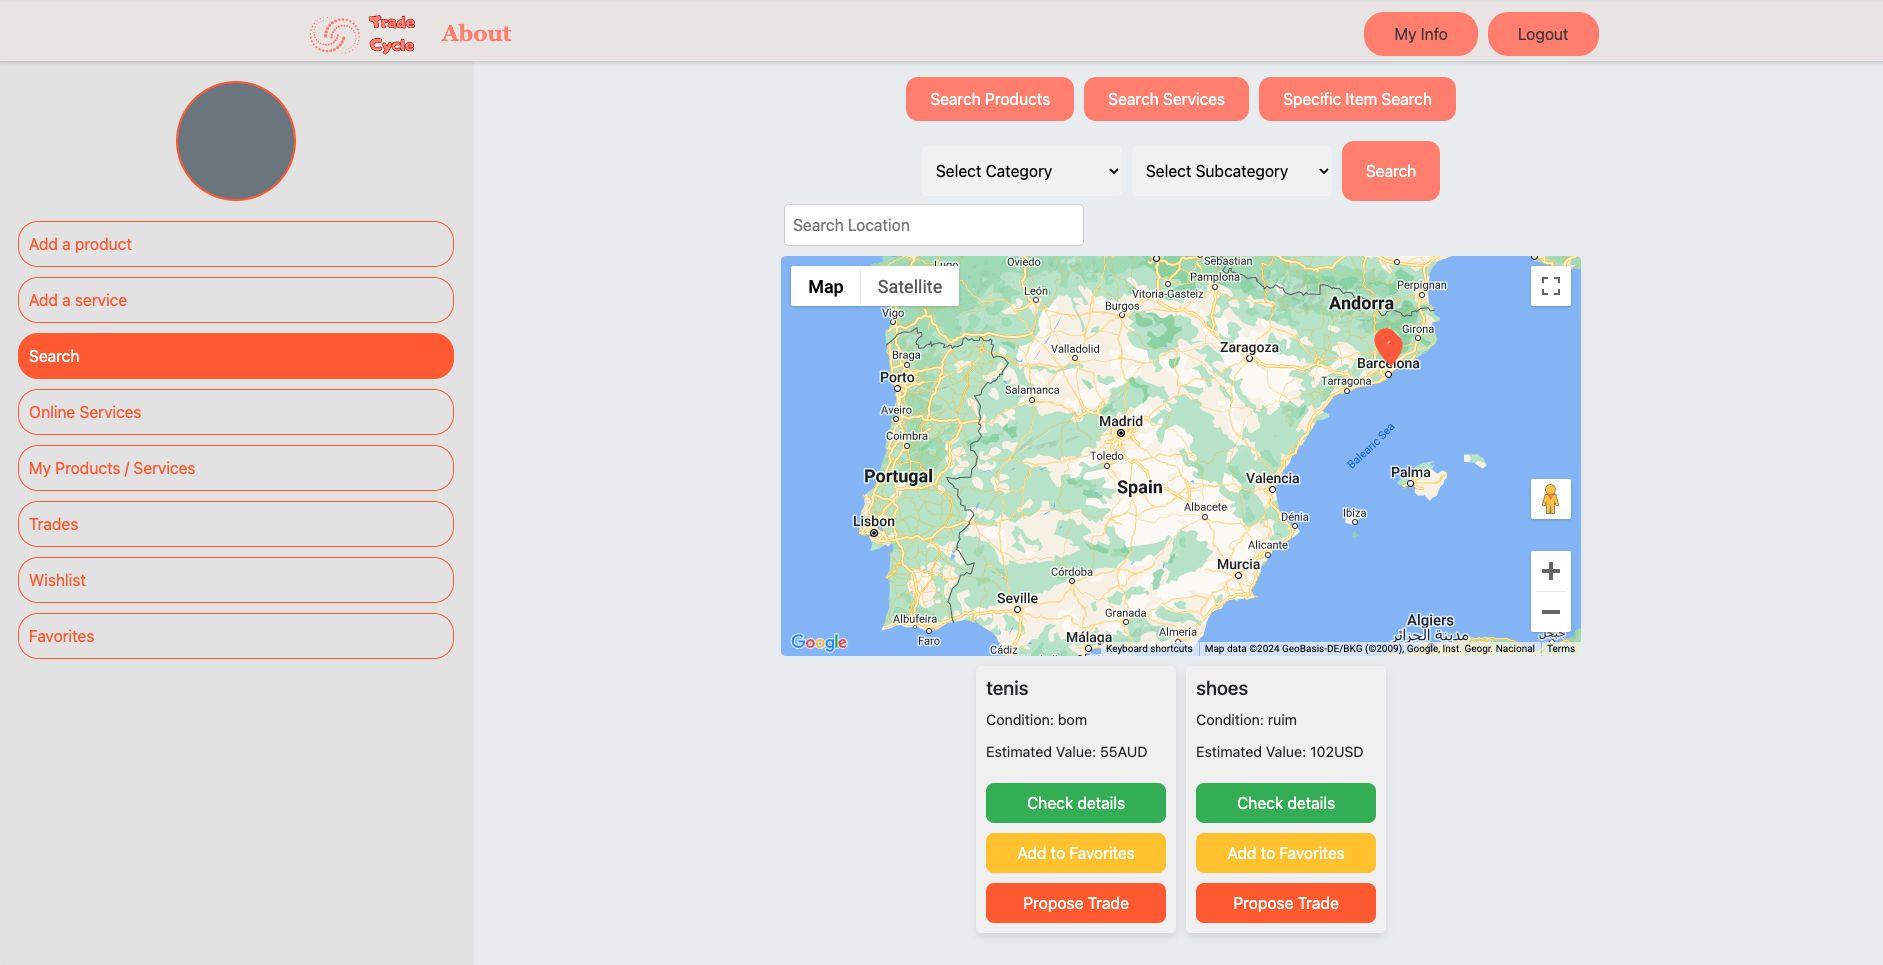 Trade
Cycle
About
My Info
Logout
Search Products
Search Services
Specific Item Search
Select Category
Select Subcategory
Search
Search Location
Add a product
Add a service
Search
Online Services
My Products / Services
Trades
Wishlist
Favorites
Map
Satellite
Lugo
Oviedo
Sebastian
Pamplona
León
Vitoria-Gasteiz
Burgos
Perpignan
Andorra
Vigo
Girona
Valladolid
Zaragoza
Braga
Barcelona
Porto
Tarragona
Salamanca
Aveiro
Madrid
Coimbra
Balearic Sea
Toledo
Palma
Portugal
Valencia
Spain
Albacete
Lisbon
Dénia
Ibiza
Alicante
Murcia
Córdoba
Seville
Granada
Albufeira
Algiers
مدينة الجزائر
Almería
Málaga
Faro
Cádiz
جيجل
Google
Keyboard shortcuts
Map data ©2024 GeoBasis-DE/BKG (©2009), Google, Inst. Geogr. Nacional
Terms
tenis
Condition: bom
Estimated Value: 55AUD
Check details
Add to Favorites
Propose Trade
shoes
Condition: ruim
Estimated Value: 102USD
Check details
Add to Favorites
Propose Trade